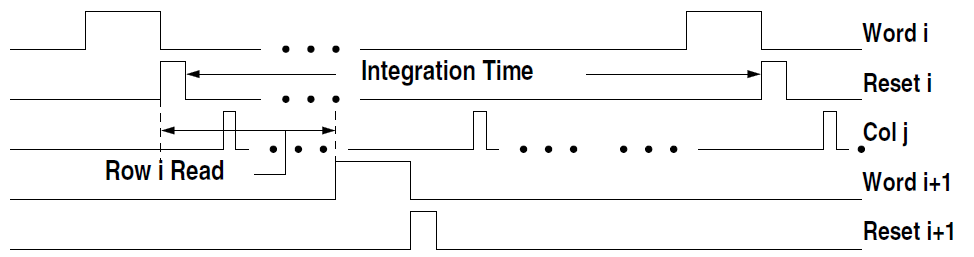 Word i
Integration Time
Reset i
Col j
Row i Read
Word i+1
Reset i+1